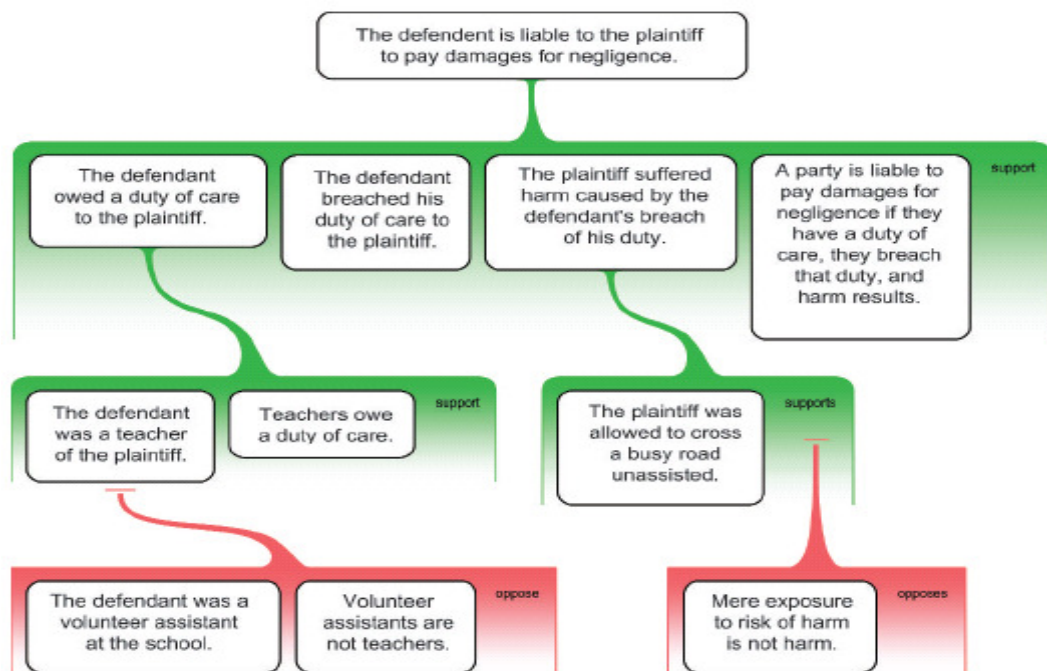 The defendent is liable to the plaintiff
to pay damages for negligence.
The defendant
owed a duty of care
to the plaintiff.
The defendant
breached his
duty of care to
the plaintiff.
The plaintiff suffered
harm caused by the
defendant's breach
of his duty.
A party is liable to
pay damages for
negligence if they
have a duty of
care, they breach
that duty, and
harm results.
support
The defendant
was a teacher
of the plaintiff.
Teachers owe
a duty of care.
support
The plaintiff was
allowed to cross
a busy road
unassisted.
supports
The defendant was a
volunteer assistant
at the school.
Volunteer
assistants are
not teachers.
oppose
Mere exposure
to risk of harm
is not harm.
opposes